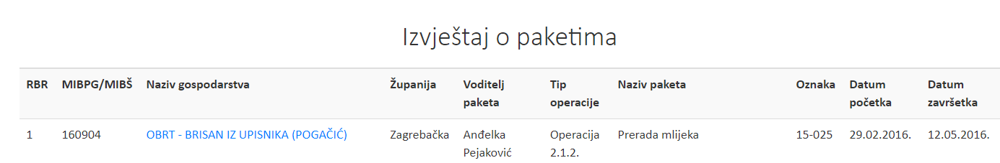 Izvještaj o paketima
RBR MIBPG/MIBŠ Naziv gospodarstva Županija Voditelj paketa Tip operacije Naziv paketa Oznaka Datum početka Datum završetka
1 160904 OBRT - BRISAN IZ UPISNIKA (POGAČIĆ) Zagrebačka Anđelka Pejaković Operacija 2.1.2. Prerada mlijeka 15-025 29.02.2016. 12.05.2016.